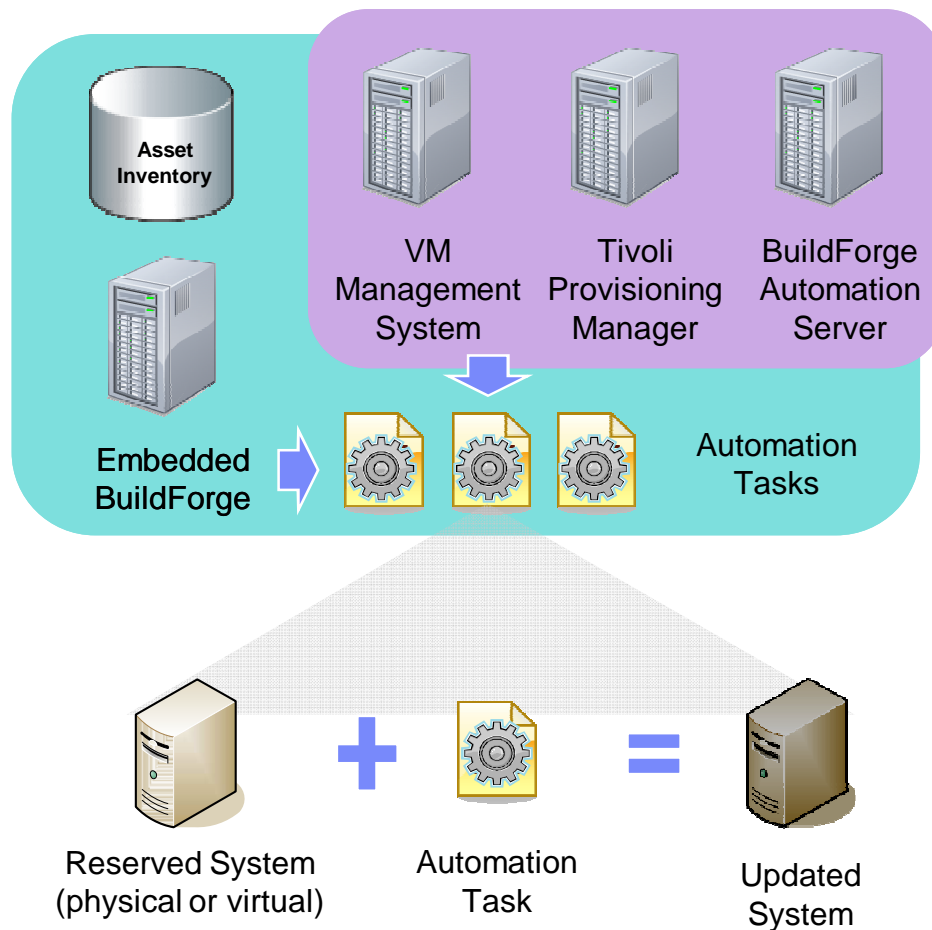 Asset
Inventory
VM
Management
System
Tivoli
Provisioning
Manager
BuildForge
Automation
Server
Embedded
BuildForge
Automation
Tasks
Reserved System
(physical or virtual)
Automation
Task
Updated
System